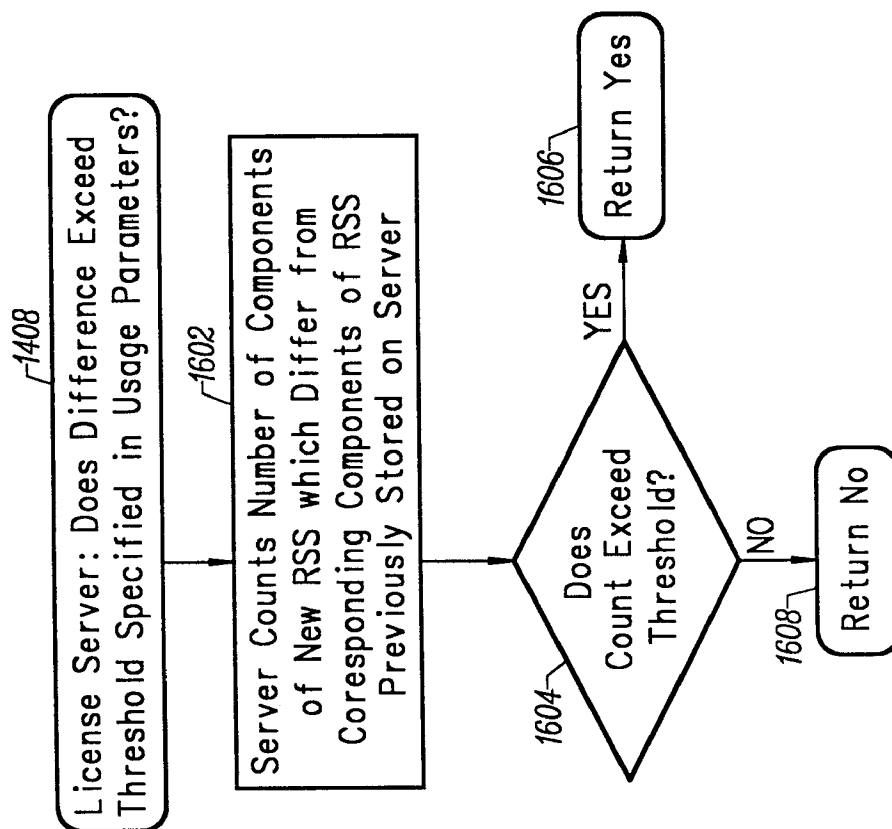 1408
License Server: Does Difference Exceed
Threshold Specified in Usage Parameters?
1602
Server Counts Number of Components
of New RSS which Differ from
Coresponding Components of RSS
Previously Stored on Server
1604
Does
Count Exceed
Threshold?
YES
1606
Return Yes
NO
1608
Return No